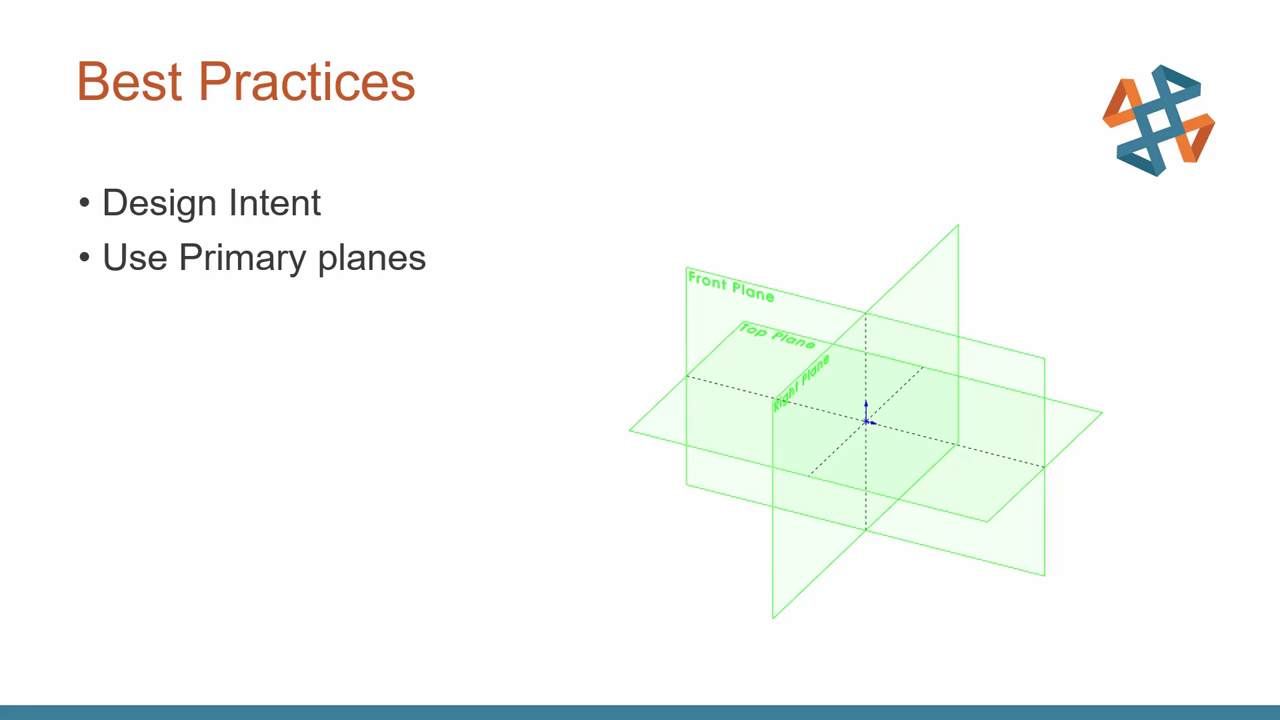 Best Practices
• Design Intent
• Use Primary planes
Front Plane
Top Plane
Right Plane